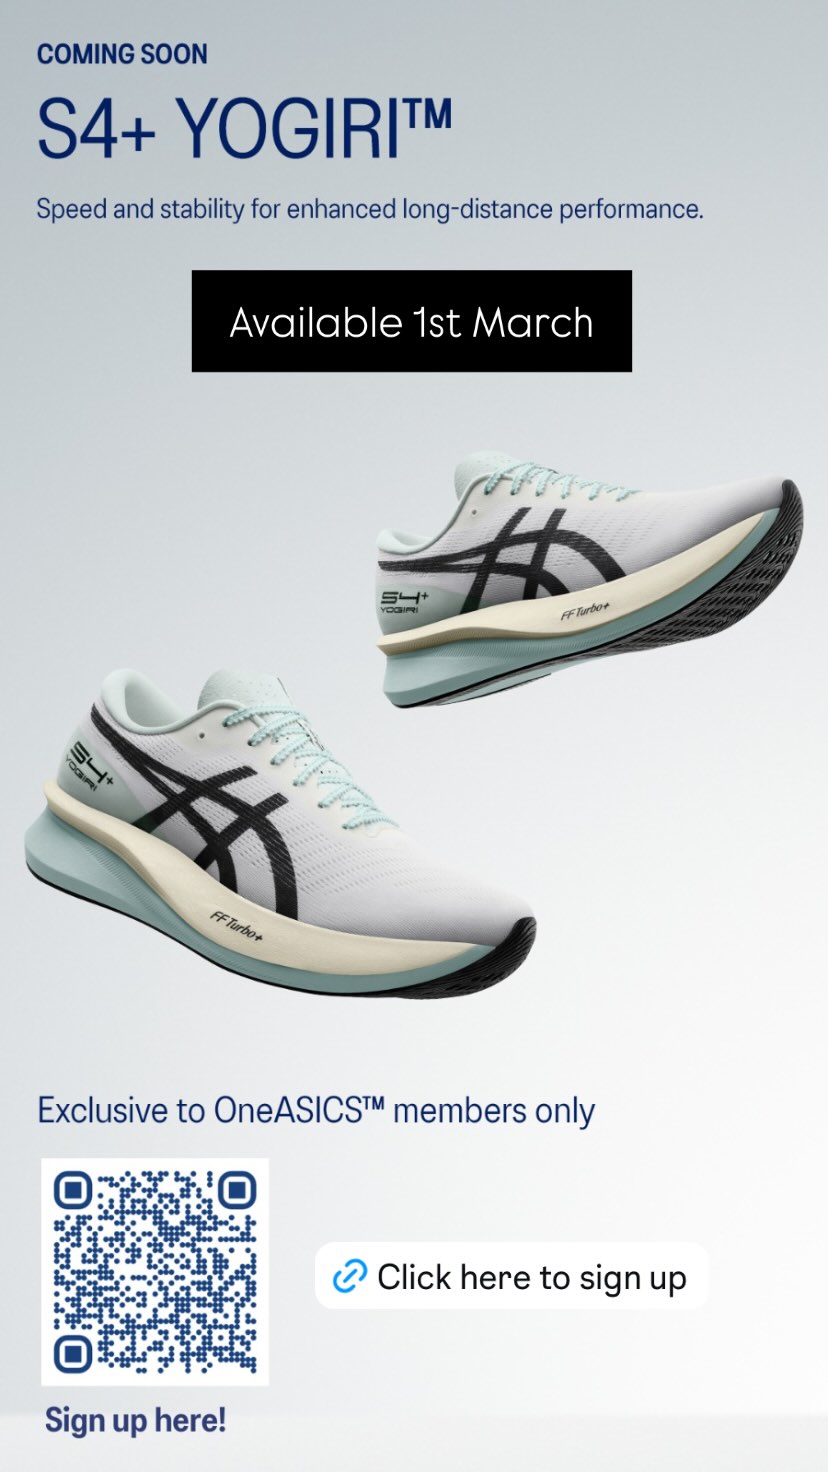 COMING SOON
S4+ YOGIRI™
Speed and stability for enhanced long-distance performance.
Available 1st March
S4+
YOGIRI
FF Turbo+
S4+
YOGIRI
FF Turbo+
Exclusive to OneASICS™ members only
Click here to sign up
Sign up here!